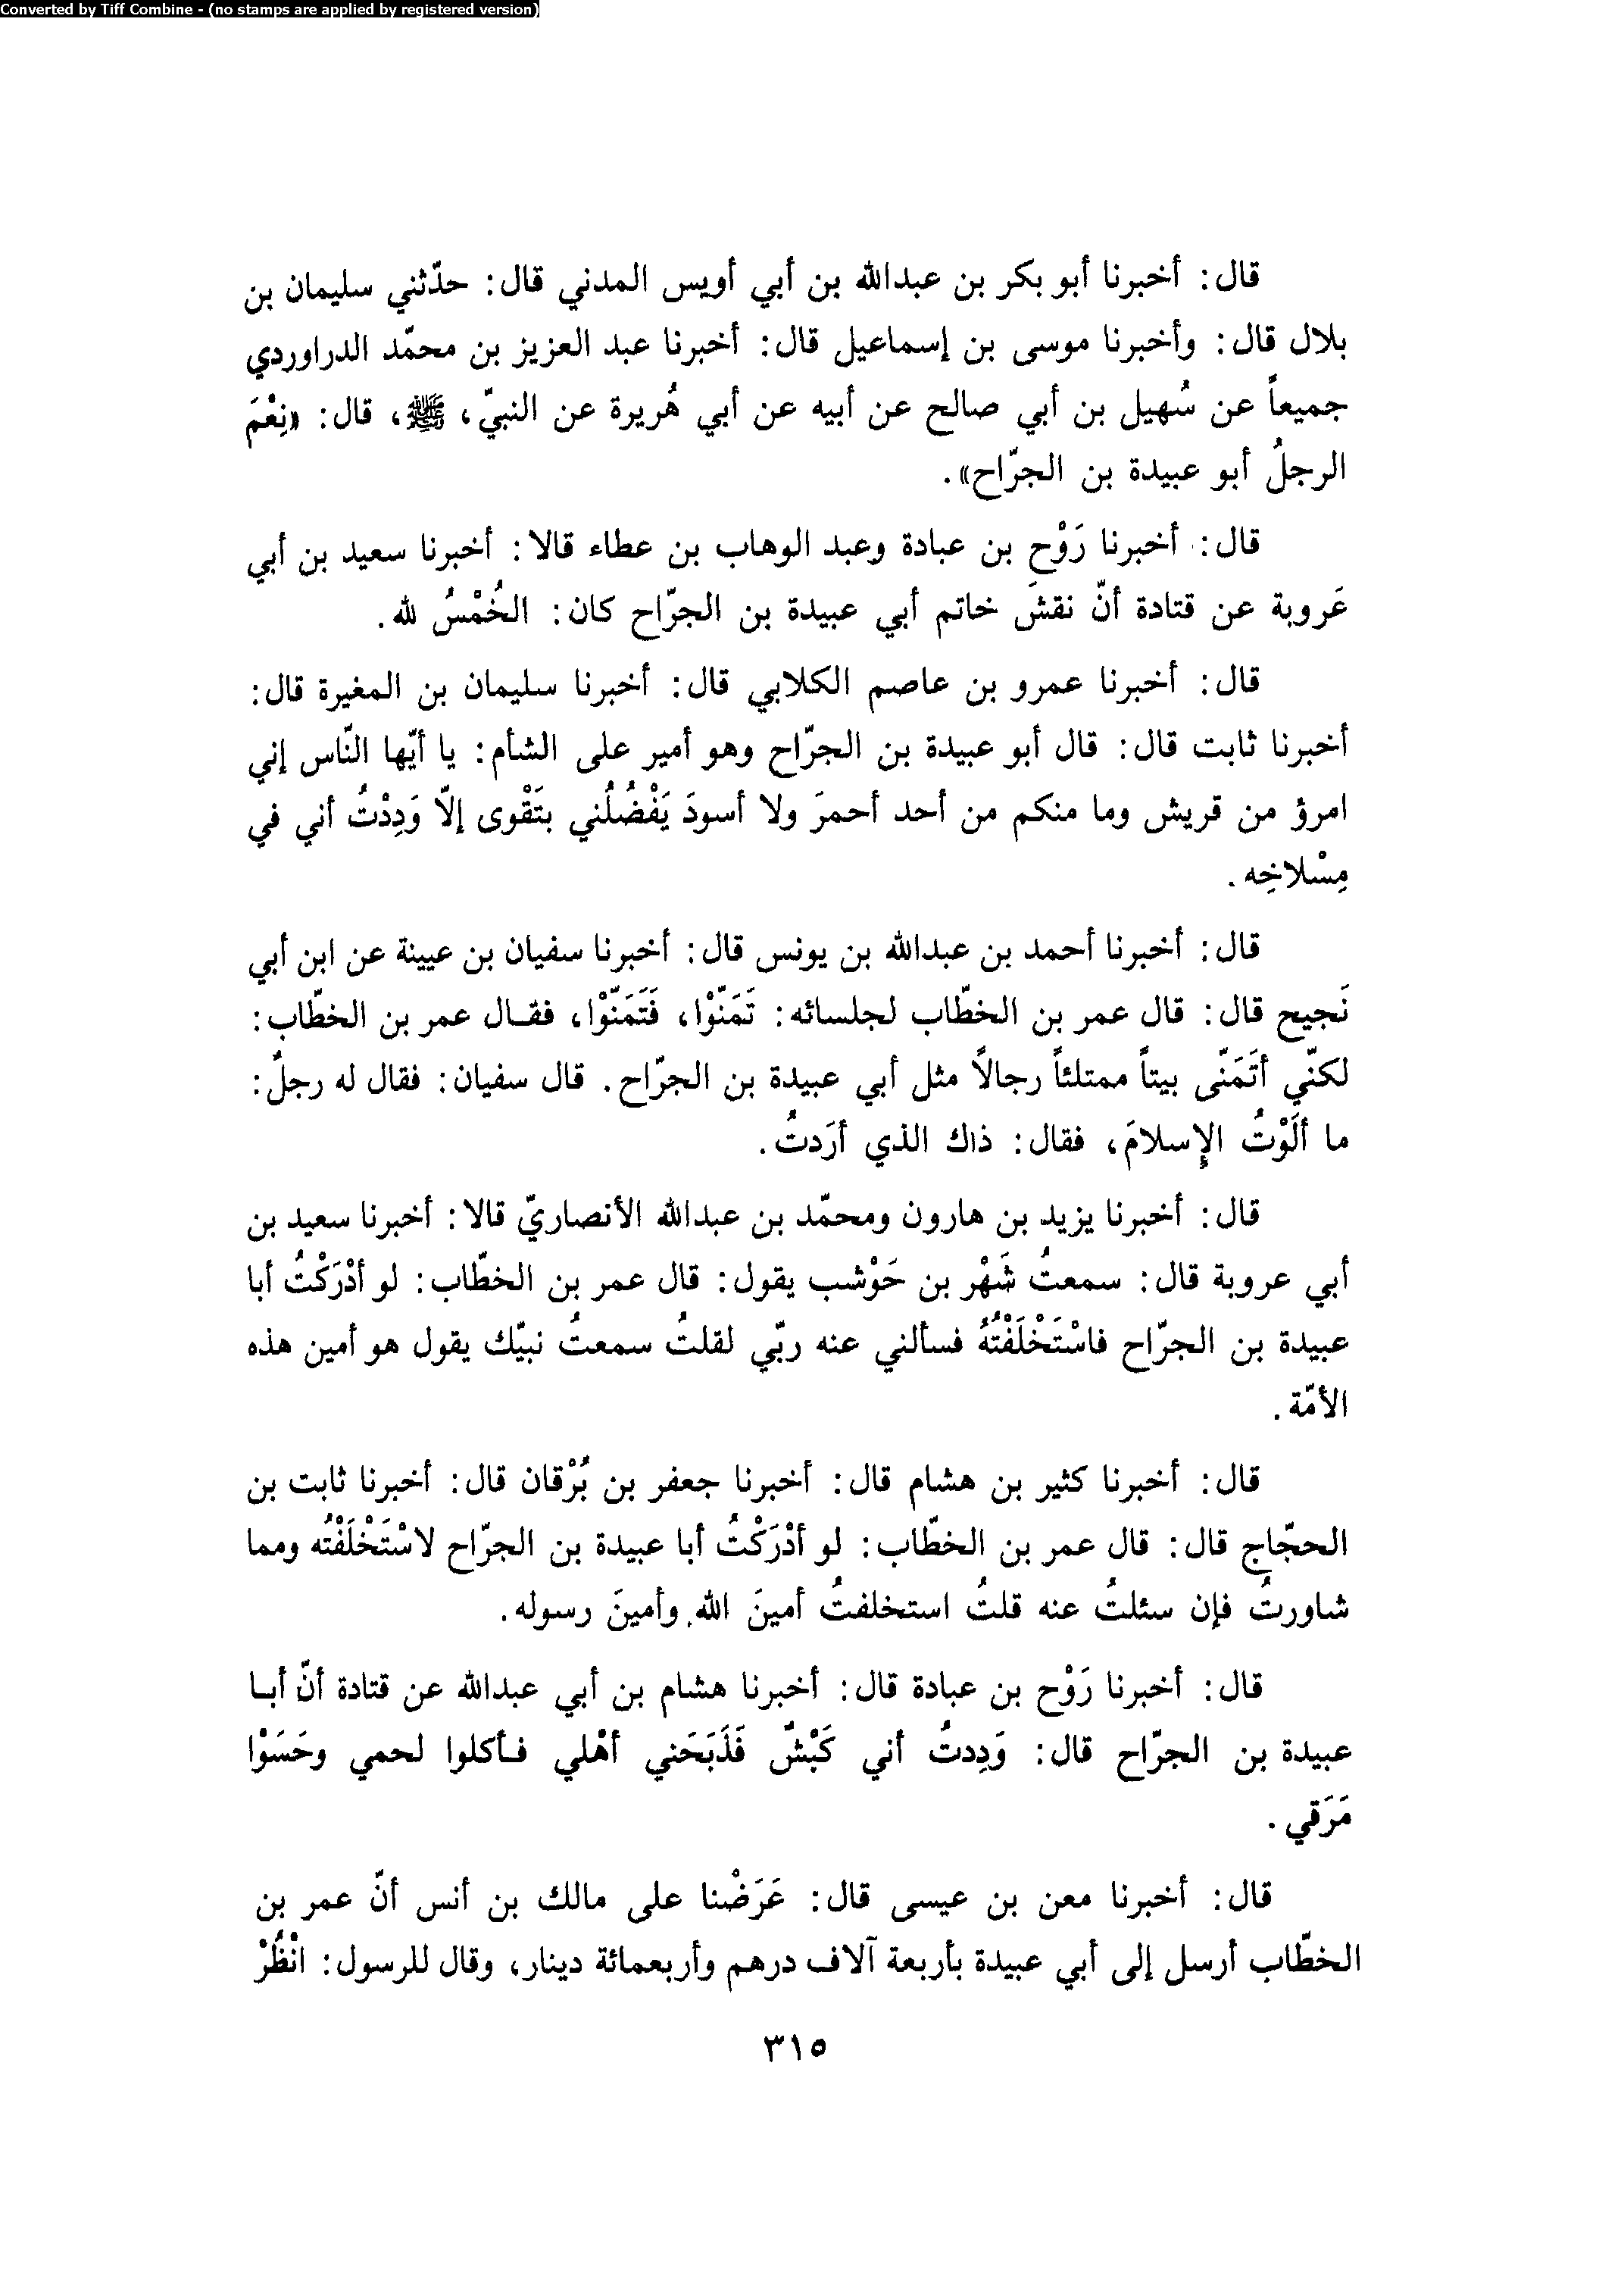 Converted by Tiff Combine - (no stamps are applied by registered version)
قال: أخبرنا أبو بكر بن عبدالله بن أبي أويس المدني قال: حدّثني سليمان بن
بلال قال: وأخبرنا موسى بن إسماعيل قال: أخبرنا عبد العزيز بن محمّد الدراوردي
جميعاً عن سُهيل بن أبي صالح عن أبيه عن أبي هُريرة عن النبيّ، ﷺ، قال: «نِعْمَ
الرجلُ أبو عبيدة بن الجرّاح».
قال: أخبرنا رَوْح بن عبادة وعبد الوهاب بن عطاء قالا: أخبرنا سعيد بن أبي
عَروبة عن قتادة أنّ نقشَ خاتم أبي عبيدة بن الجرّاح كان: الخُمْسُ لله.
قال: أخبرنا عمرو بن عاصم الكلابي قال: أخبرنا سليمان بن المغيرة قال:
أخبرنا ثابت قال: قال أبو عبيدة بن الجرّاح وهو أمير على الشأم: يا أيّها النّاس إني
امرؤ من قريش وما منكم من أحد أحمرَ ولا أسودَ يَفْضُلُني بتَقْوى إلاّ وَدِدْتُ أني في
مِسْلاخِه.
قال: أخبرنا أحمد بن عبدالله بن يونس قال: أخبرنا سفيان بن عيينة عن ابن أبي
نَجيح قال: قال عمر بن الخطّاب لجلسائه: تَمَنّوْا، فَتَمَنّوْا، فقال عمر بن الخطّاب:
لكنّي أتَمَنّى بيتاً ممتلئاً رجالاً مثل أبي عبيدة بن الجرّاح. قال سفيان: فقال له رجلٌ:
ما ألَوْتُ الإسلامَ، فقال: ذاك الذي أرَدتُ.
قال: أخبرنا يزيد بن هارون ومحمّد بن عبدالله الأنصاريّ قالا: أخبرنا سعيد بن
أبي عروبة قال: سمعتُ شَهْر بن حَوْشب يقول: قال عمر بن الخطّاب: لو أدْرَكْتُ أبا
عبيدة بن الجرّاح فاسْتَخْلَفْتُهُ فسألني عنه ربّي لقلتُ سمعتُ نبيّك يقول هو أمين هذه
الأمّة.
قال: أخبرنا كثير بن هشام قال: أخبرنا جعفر بن بُرْقان قال: أخبرنا ثابت بن
الحجّاج قال: قال عمر بن الخطّاب: لو أدْرَكْتُ أبا عبيدة بن الجرّاح لاسْتَخْلَفْتُه ومما
شاورتُ فإن سئلتُ عنه قلتُ استخلفتُ أمينَ الله وأمينَ رسوله.
قال: أخبرنا رَوْح بن عبادة قال: أخبرنا هشام بن أبي عبدالله عن قتادة أنّ أبا
عبيدة بن الجرّاح قال: وَدِدتُ أني كَبْشٌ فَذَبَحَني أهْلي فأكلوا لحمي وحَسَوْا
مَرَقي.
قال: أخبرنا معن بن عيسى قال: عَرَضْنا على مالك بن أنس أنّ عمر بن
الخطّاب أرسل إلى أبي عبيدة بأربعة آلاف درهم وأربعمائة دينار، وقال للرسول: انْظُرْ
٣١٥